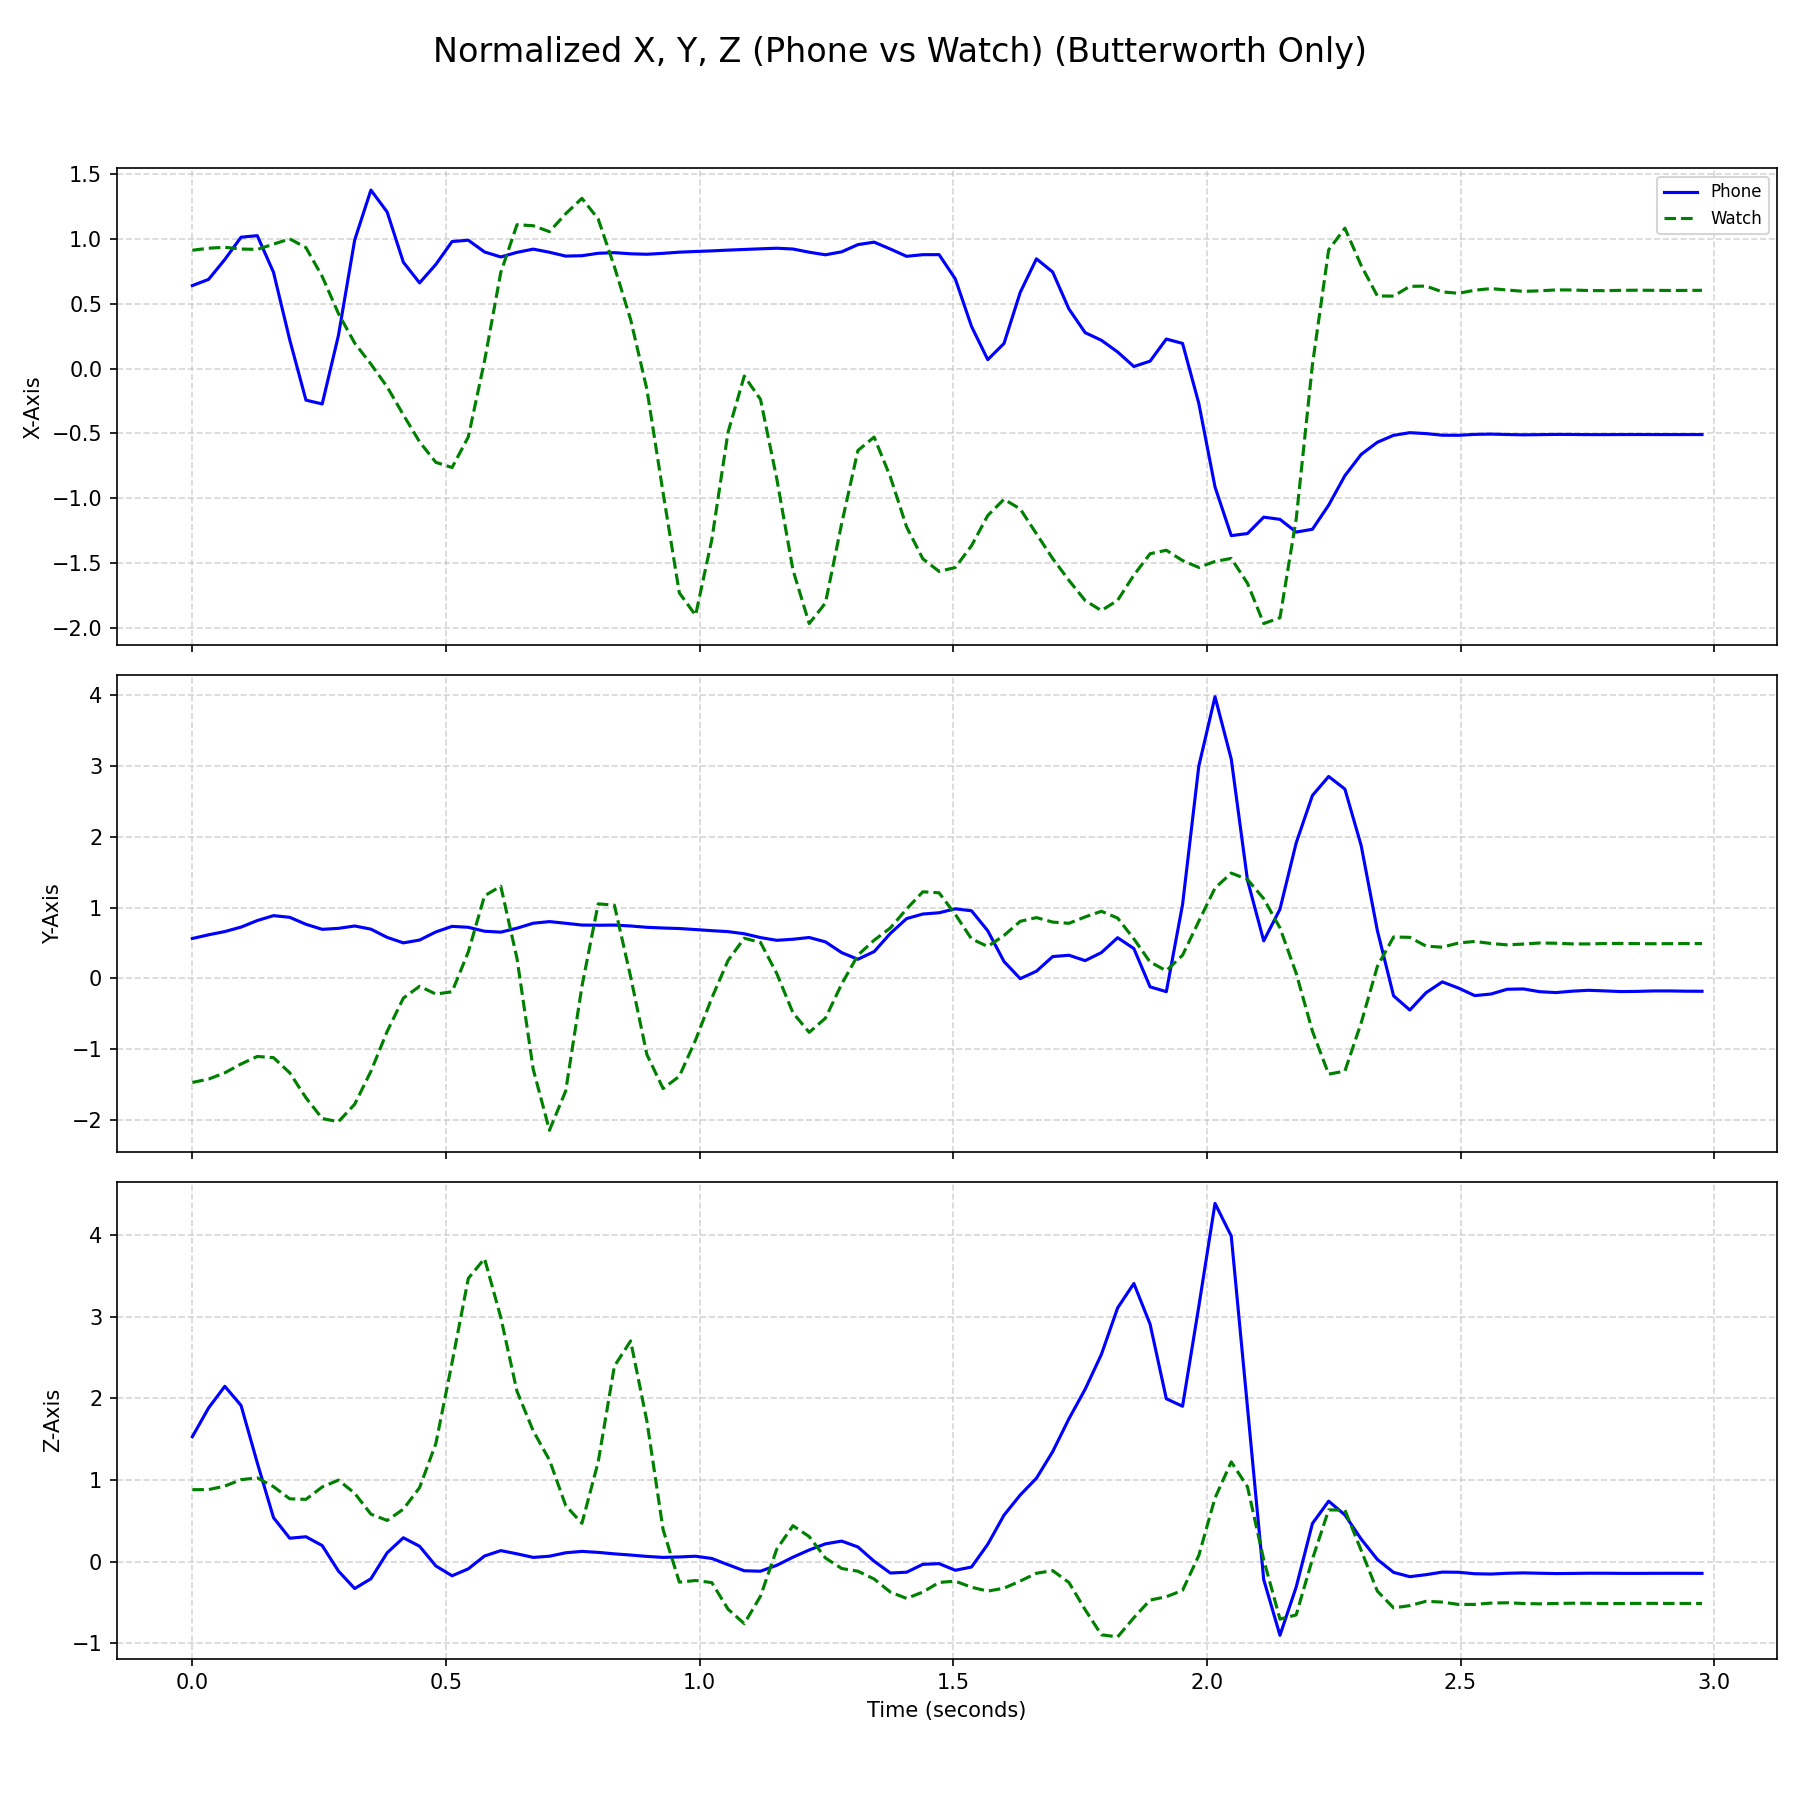 Normalized X, Y, Z (Phone vs Watch) (Butterworth Only)
Phone
Watch
X-Axis
1.5
1.0
0.5
0.0
−0.5
−1.0
−1.5
−2.0
Y-Axis
4
3
2
1
0
−1
−2
Z-Axis
4
3
2
1
0
−1
0.0 0.5 1.0 1.5 2.0 2.5 3.0
Time (seconds)